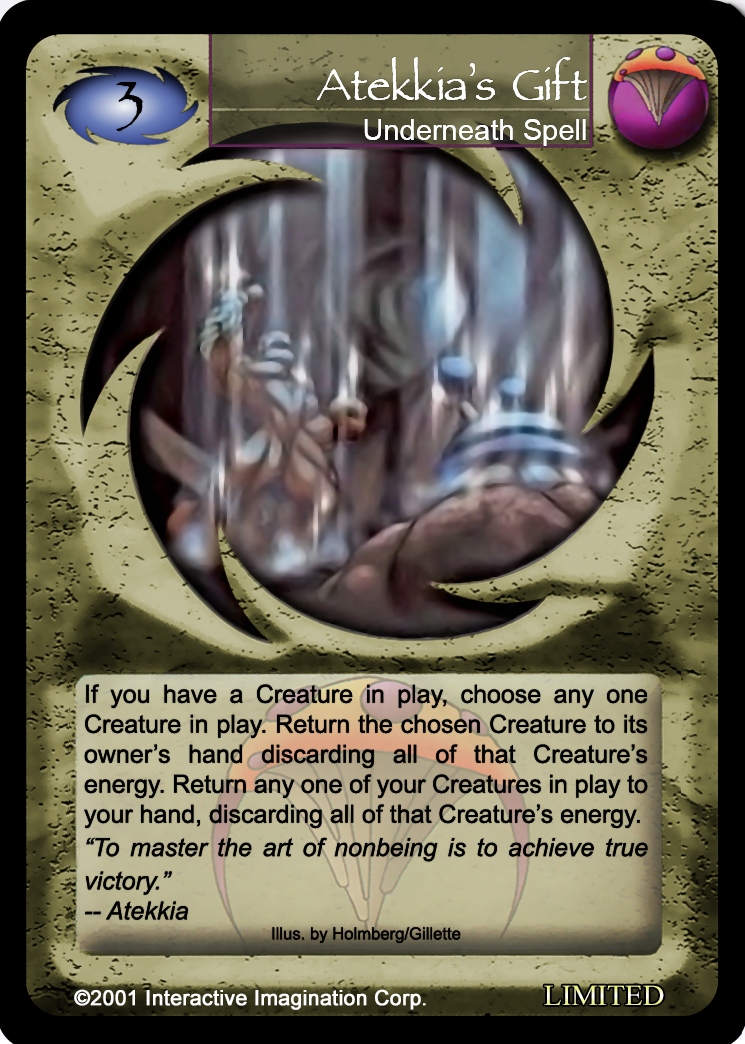 3
Atekkia's Gift
Underneath Spell
If you have a Creature in play, choose any one
Creature in play. Return the chosen Creature to its
owner's hand discarding all of that Creature's
energy. Return any one of your Creatures in play to
your hand, discarding all of that Creature's energy.
“To master the art of nonbeing is to achieve true
victory.”
-- Atekkia
Illus. by Holmberg/Gillette
©2001 Interactive Imagination Corp.
LIMITED